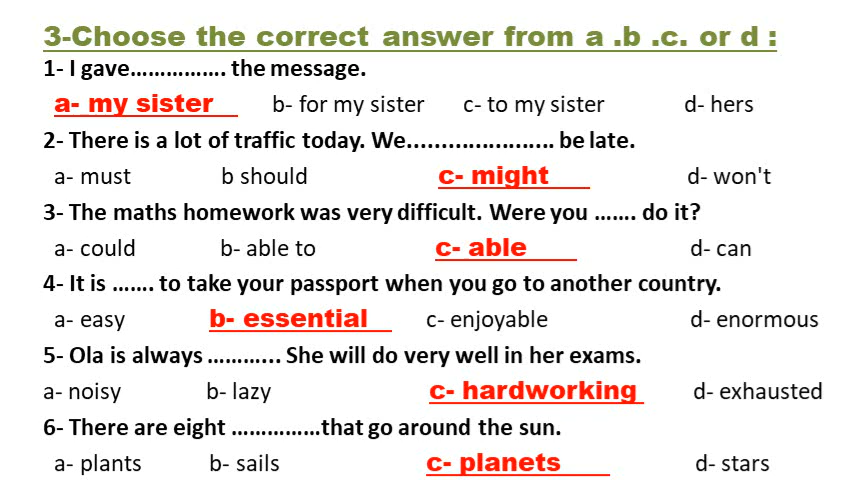 3-Choose the correct answer from a .b .c. or d :
1- I gave................ the message.
a- my sister b- for my sister c- to my sister d- hers
2- There is a lot of traffic today. We...................... be late.
a- must b should c- might d- won't
3- The maths homework was very difficult. Were you ....... do it?
a- could b- able to c- able d- can
4- It is ....... to take your passport when you go to another country.
a- easy b- essential c- enjoyable d- enormous
5- Ola is always ............ She will do very well in her exams.
a- noisy b- lazy c- hardworking d- exhausted
6- There are eight ...............that go around the sun.
a- plants b- sails c- planets d- stars